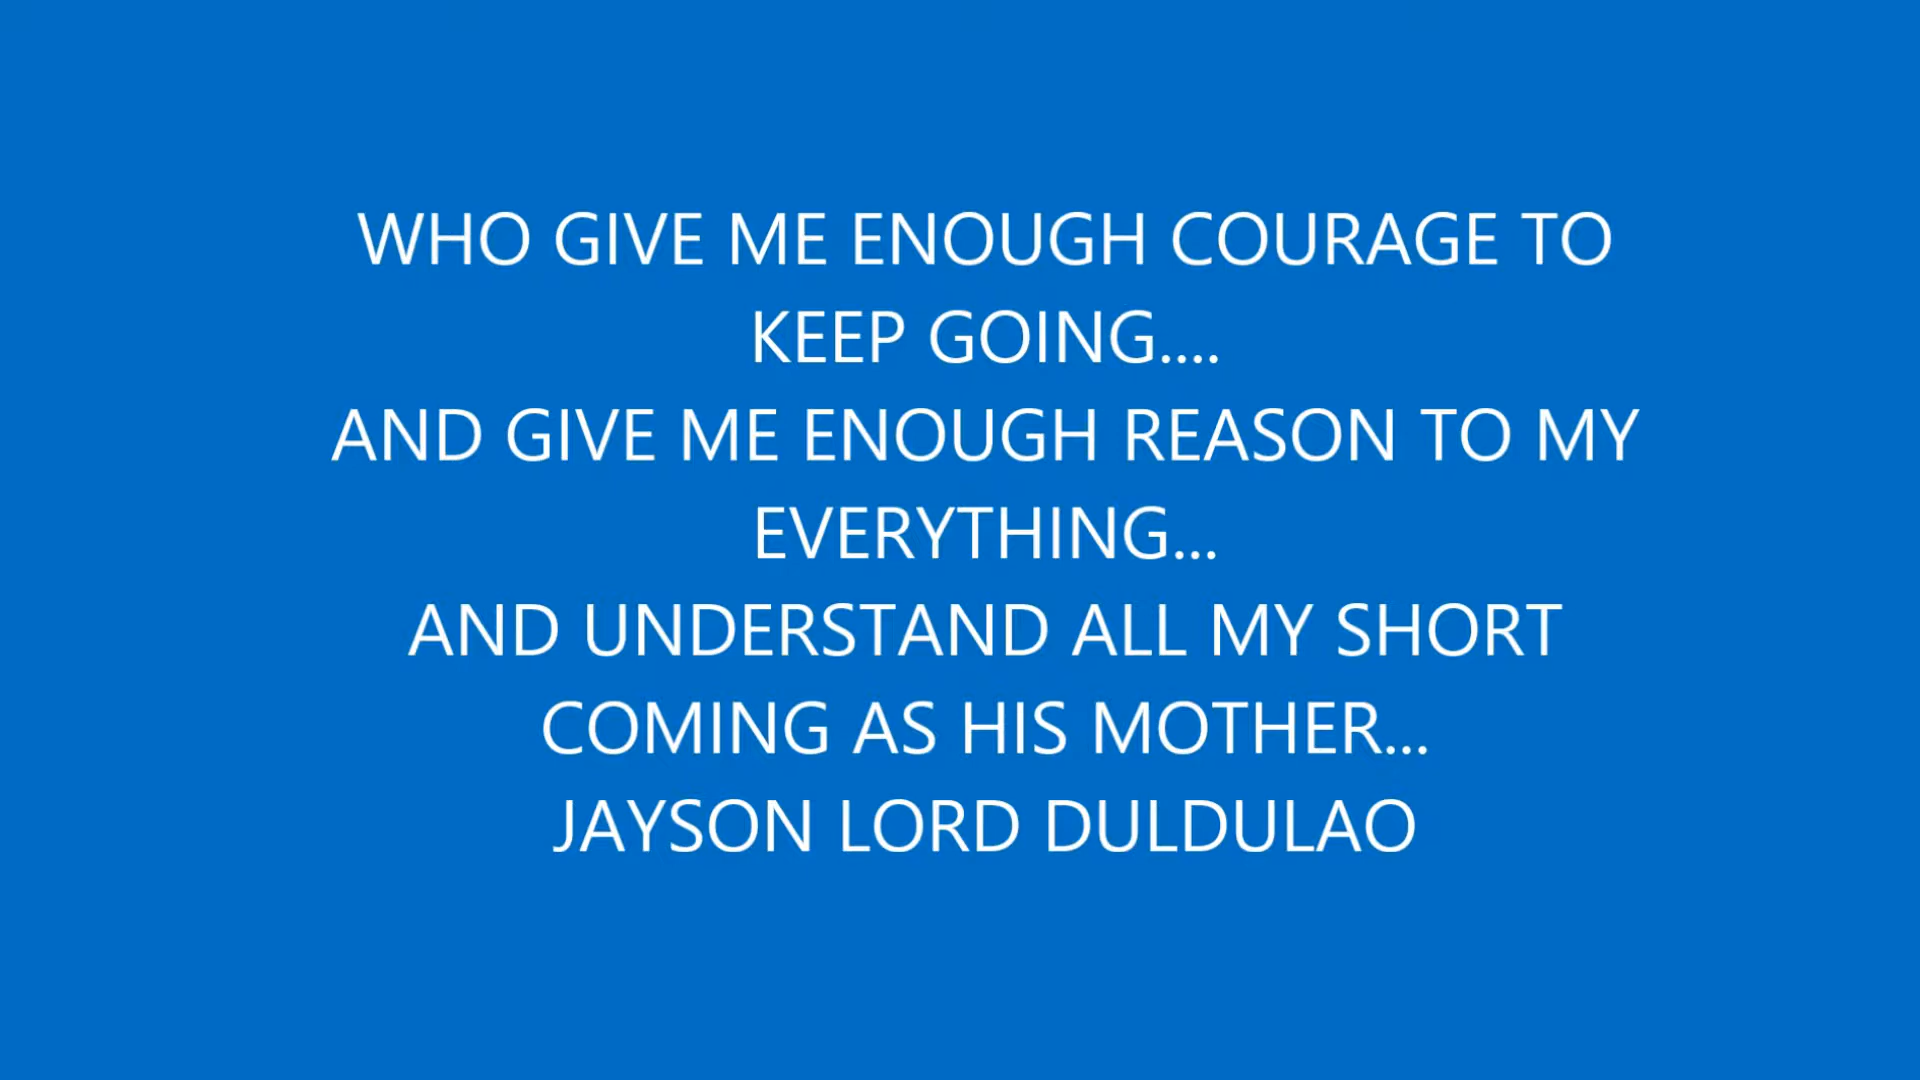 WHO GIVE ME ENOUGH COURAGE TO
KEEP GOING....
AND GIVE ME ENOUGH REASON TO MY
EVERYTHING...
AND UNDERSTAND ALL MY SHORT
COMING AS HIS MOTHER...
JAYSON LORD DULDULAO